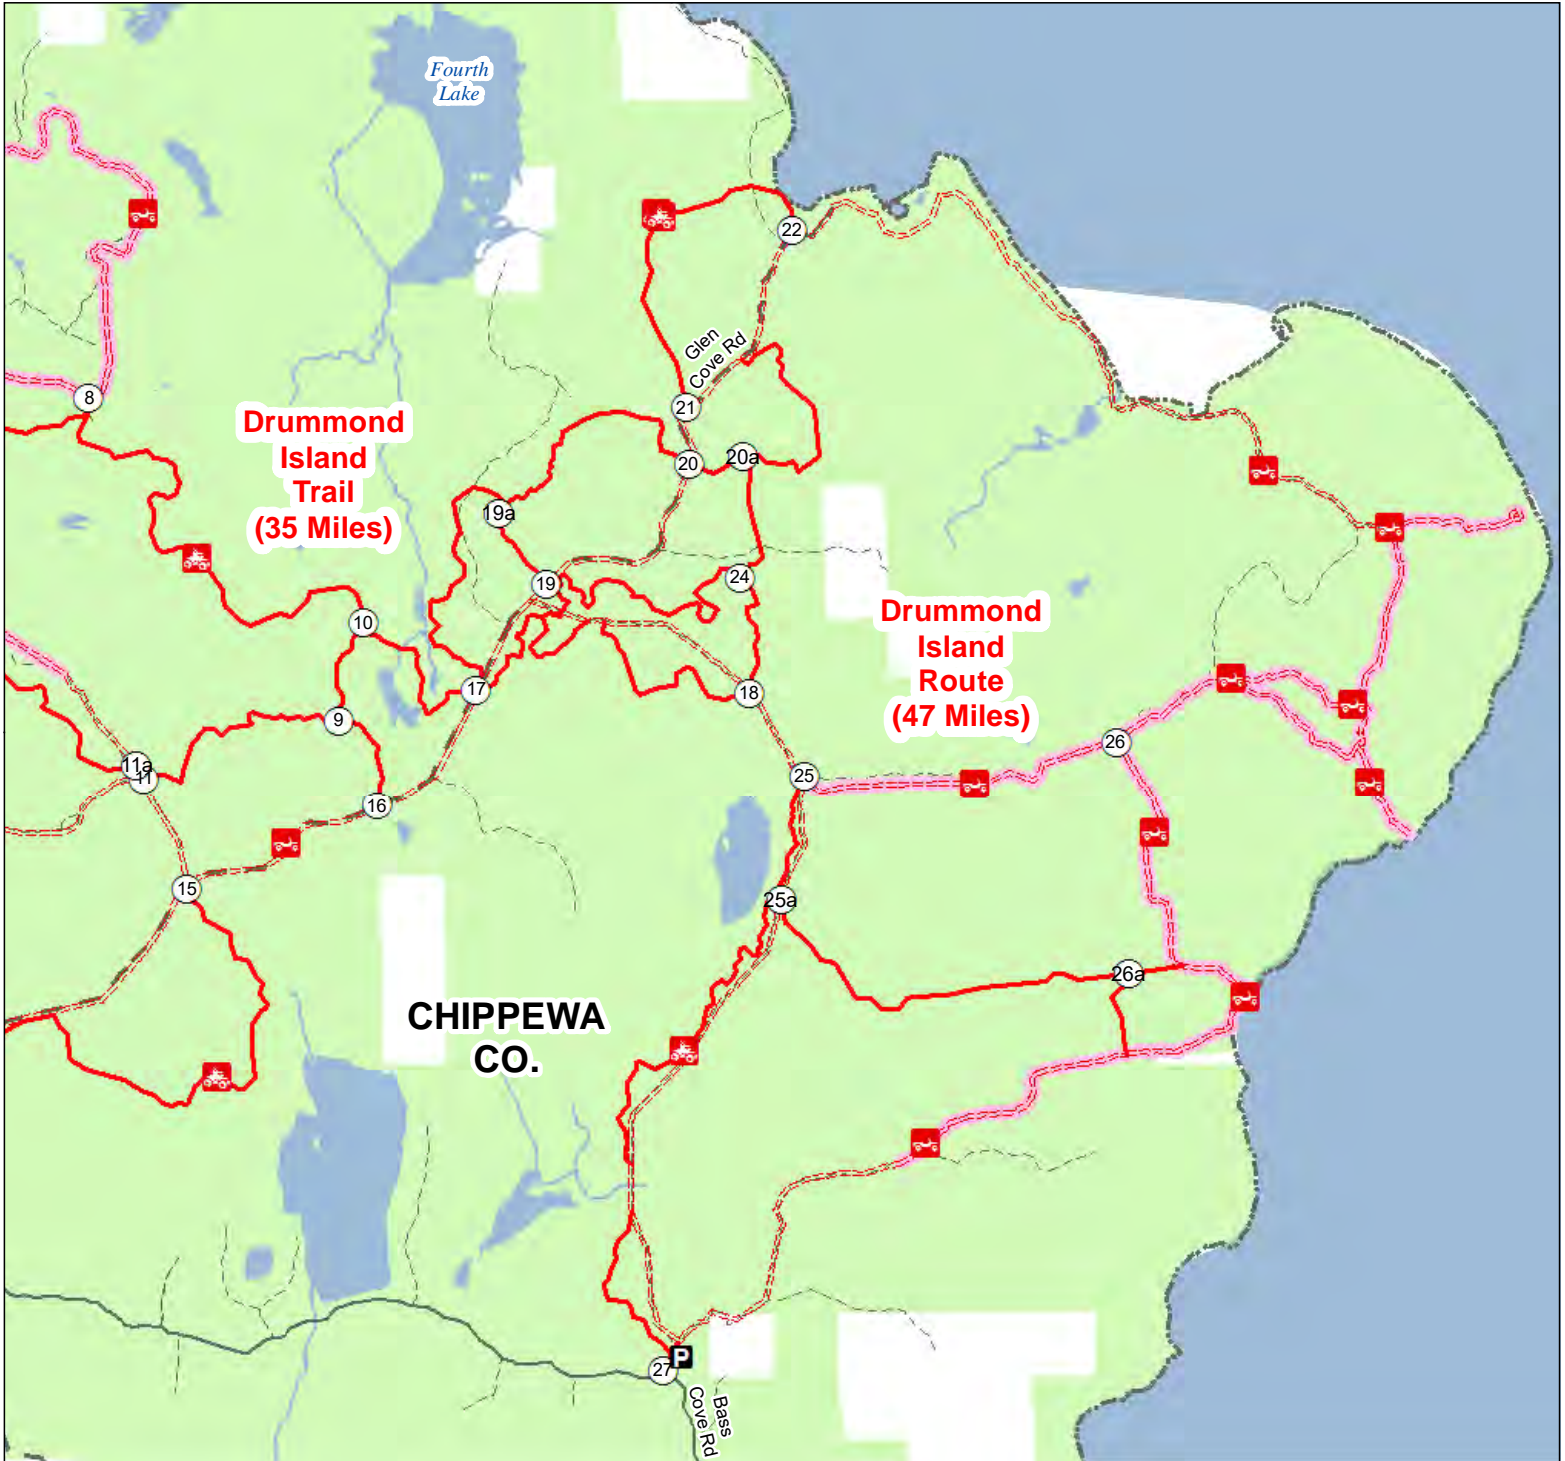 Fourth
Lake
22
Glen
Cove Rd
8
21
Drummond
Island
Trail
(35 Miles)
20
20a
19a
24
19
10
Drummond
Island
Route
(47 Miles)
17
18
9
26
11a
11
25
16
15
25a
26a
CHIPPEWA
CO.
P
27
Bass
Cove Rd